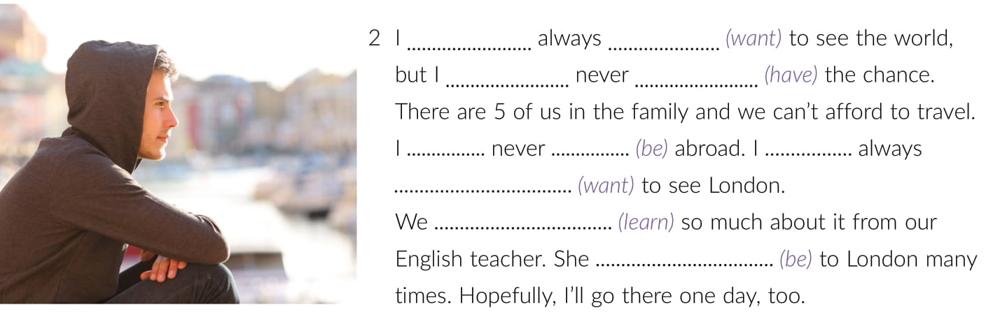 2 I ........................ always ...................... (want) to see the world,
but I ........................ never ........................ (have) the chance.
There are 5 of us in the family and we can't afford to travel.
I ............... never ............... (be) abroad. I ................. always
................................... (want) to see London.
We ................................... (learn) so much about it from our
English teacher. She ................................... (be) to London many
times. Hopefully, I'll go there one day, too.